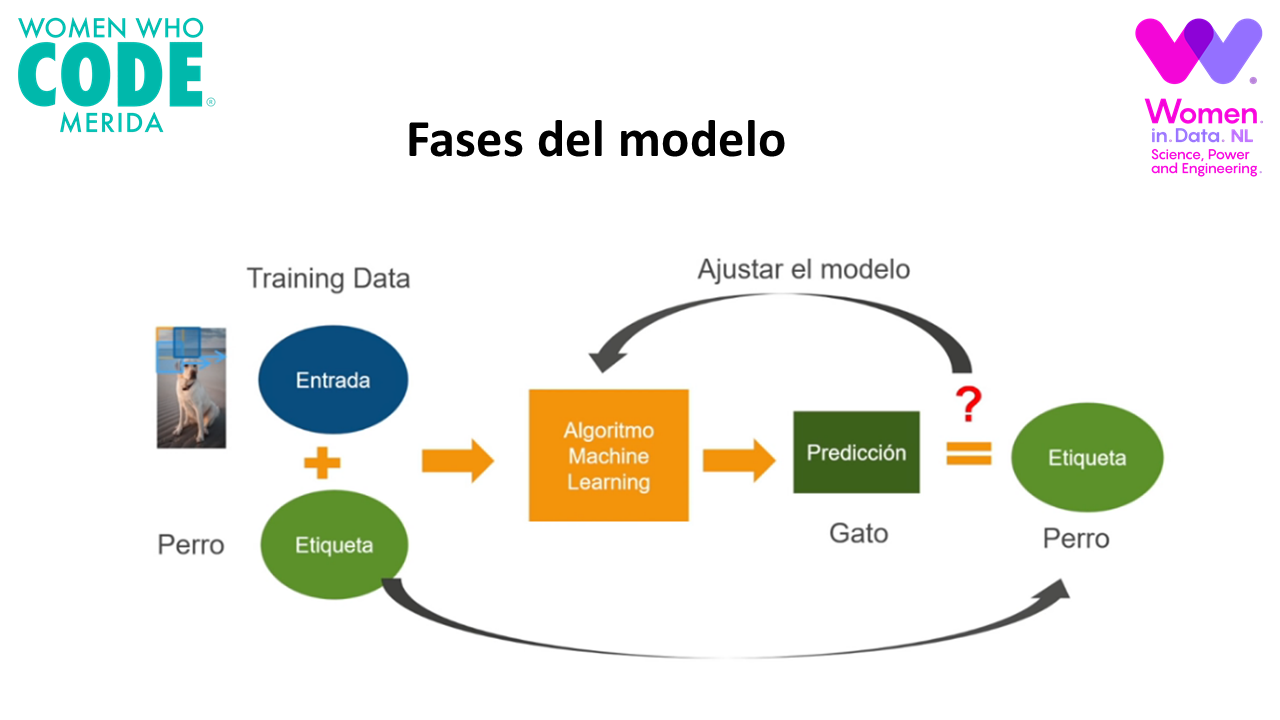 WOMEN WHO
CODE®
MERIDA
Women.
in.Data.NL
Science, Power
and Engineering.
Fases del modelo
Training Data
Ajustar el modelo
Entrada
+
Etiqueta
Perro
Algoritmo
Machine
Learning
Predicción
Gato
?
=
Etiqueta
Perro